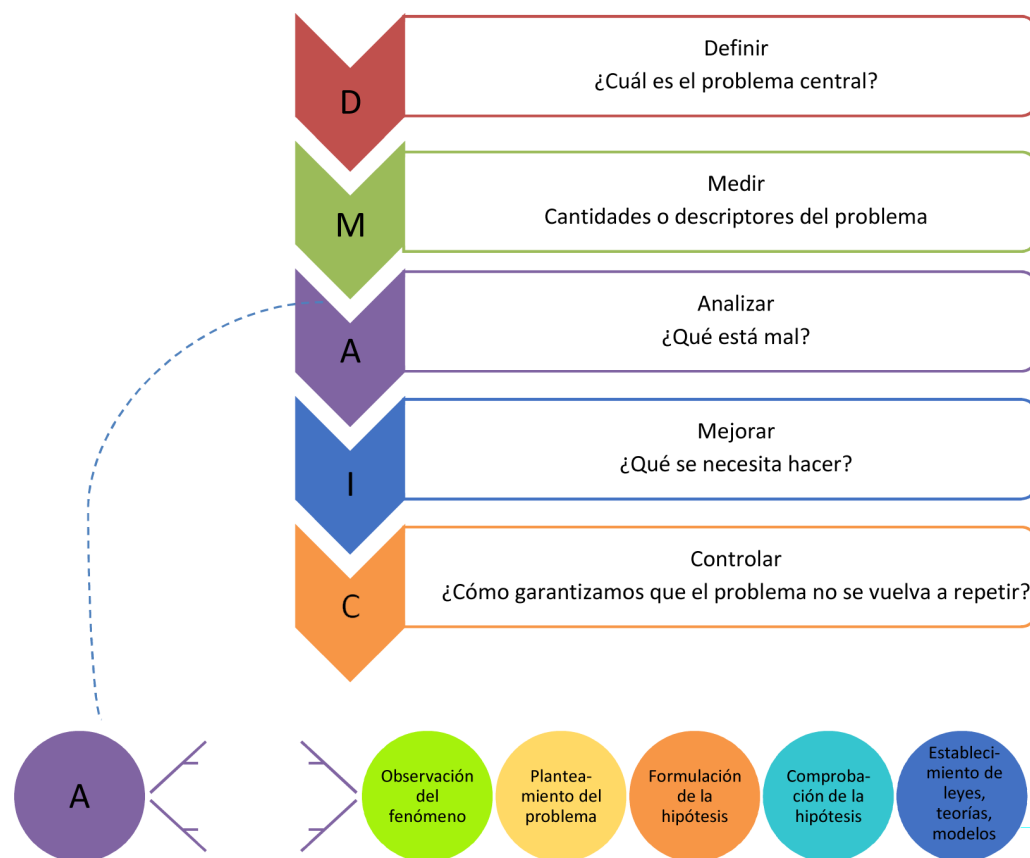 D
Definir
¿Cuál es el problema central?
M
Medir
Cantidades o descriptores del problema
A
Analizar
¿Qué está mal?
I
Mejorar
¿Qué se necesita hacer?
C
Controlar
¿Cómo garantizamos que el problema no se vuelva a repetir?
A
Observación
del
fenómeno
Plantea-
miento del
problema
Formulación
de la
hipótesis
Comproba-
ción de la
hipótesis
Estableci-
miento de
leyes,
teorías,
modelos